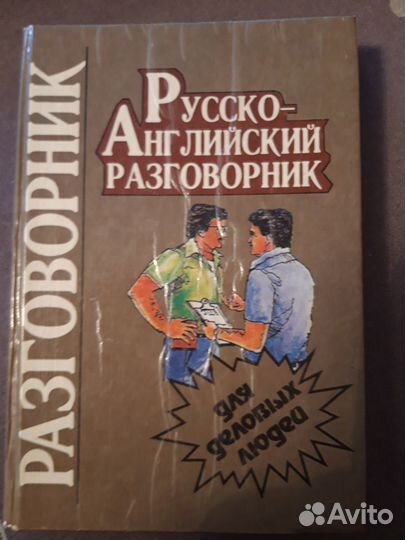 РАЗГОВОРНИК
Русско-
Английский
разговорник
для
деловых
людей
Avito